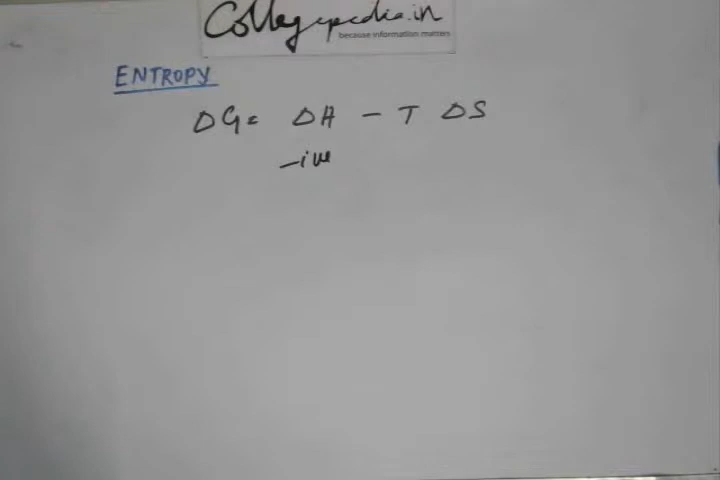 Collegepedia.in
because information matters
ENTROPY
ΔG = ΔH - T ΔS
-ive